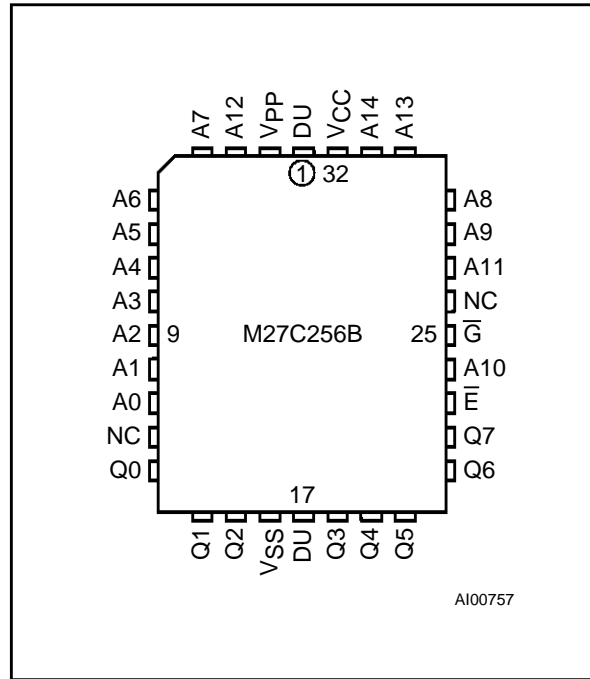 A7 A12 VPP DU VCC A14 A13
1 32
A6 A8
A5 A9
A4 A11
A3 NC
A2 9 M27C256B 25 G̅
A1 A10
A0 E̅
NC Q7
Q0 Q6
17
Q1 Q2 VSS DU Q3 Q4 Q5
AI00757